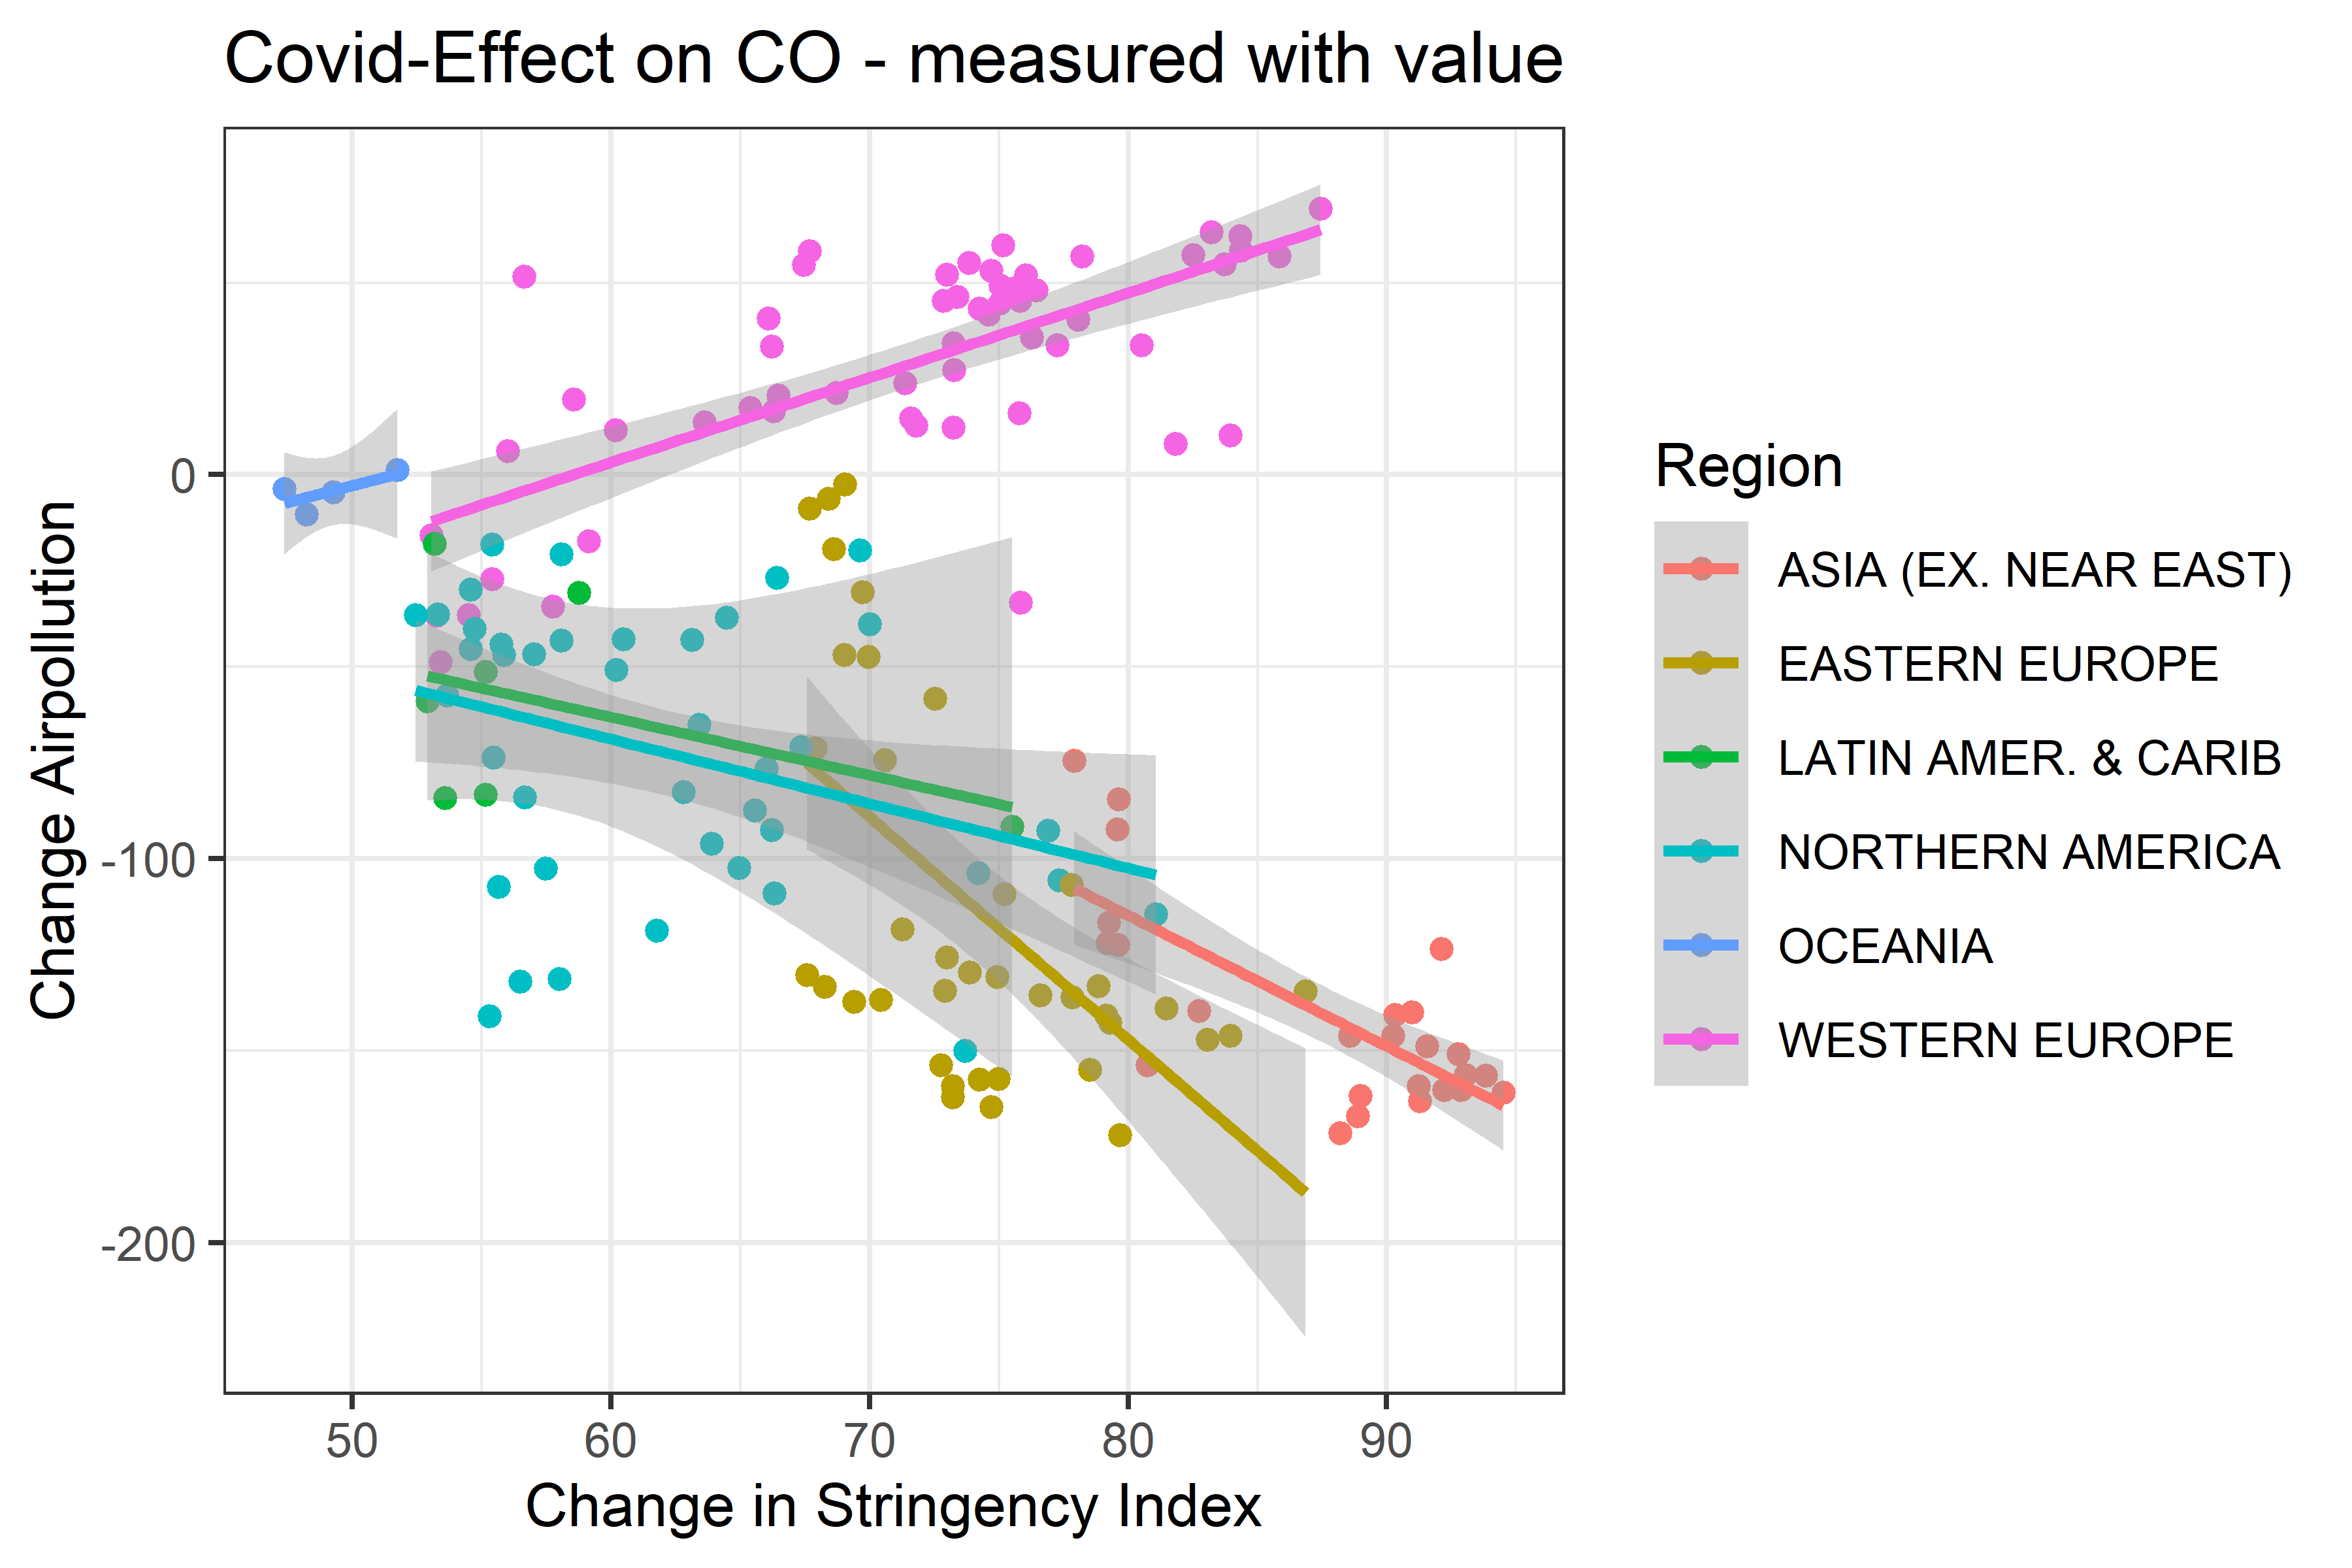 Covid-Effect on CO - measured with value
Change Airpollution
0
-100
-200
50 60 70 80 90
Change in Stringency Index
Region
ASIA (EX. NEAR EAST)
EASTERN EUROPE
LATIN AMER. & CARIB
NORTHERN AMERICA
OCEANIA
WESTERN EUROPE